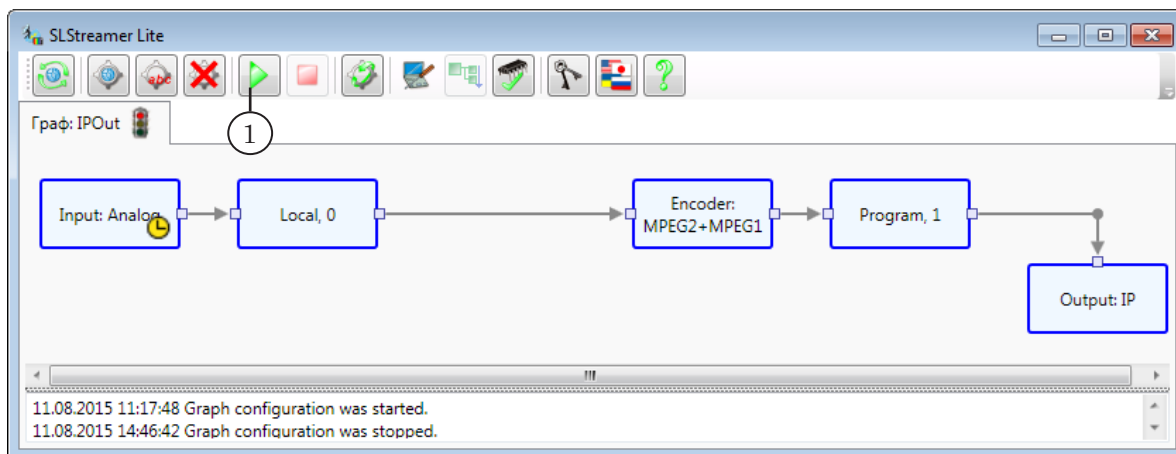 SLStreamer Lite
abc
1
Граф: IPOut
Input: Analog
Local, 0
Encoder:
MPEG2+MPEG1
Program, 1
Output: IP
11.08.2015 11:17:48 Graph configuration was started.
11.08.2015 14:46:42 Graph configuration was stopped.